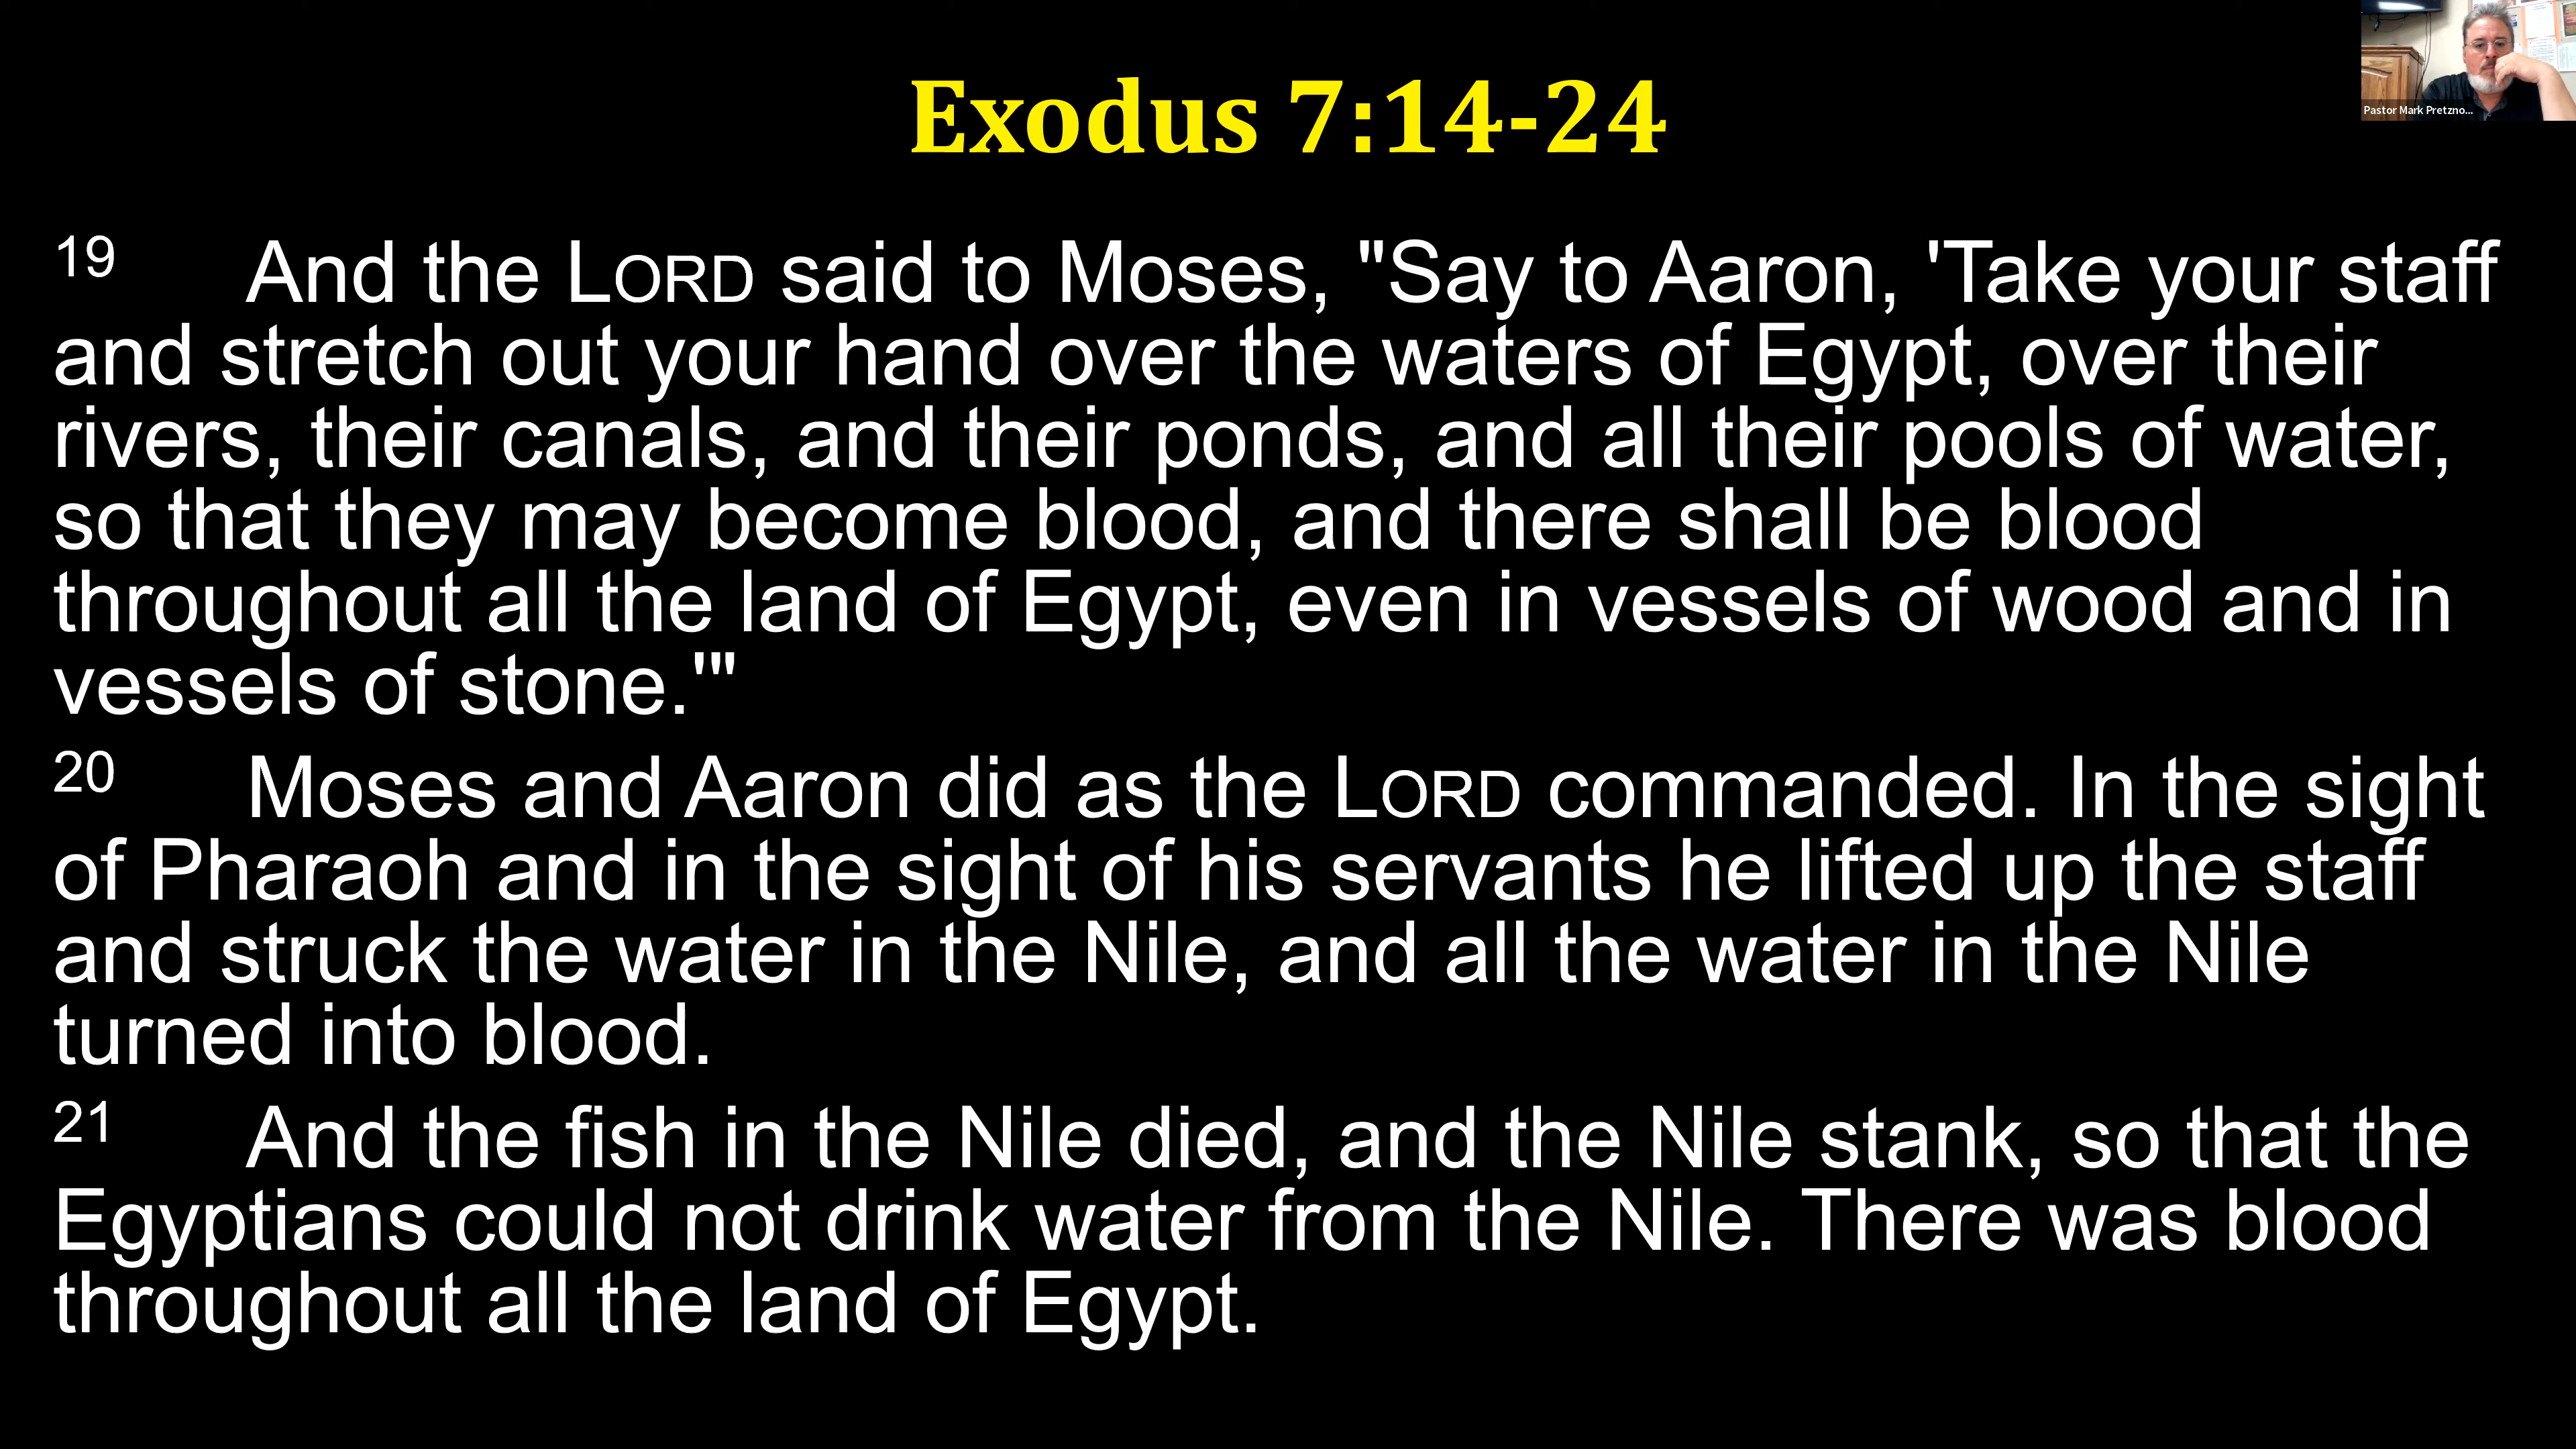 Exodus 7:14-24
Pastor Mark Pretzno...
19 And the LORD said to Moses, "Say to Aaron, 'Take your staff
and stretch out your hand over the waters of Egypt, over their
rivers, their canals, and their ponds, and all their pools of water,
so that they may become blood, and there shall be blood
throughout all the land of Egypt, even in vessels of wood and in
vessels of stone.'"
20 Moses and Aaron did as the LORD commanded. In the sight
of Pharaoh and in the sight of his servants he lifted up the staff
and struck the water in the Nile, and all the water in the Nile
turned into blood.
21 And the fish in the Nile died, and the Nile stank, so that the
Egyptians could not drink water from the Nile. There was blood
throughout all the land of Egypt.